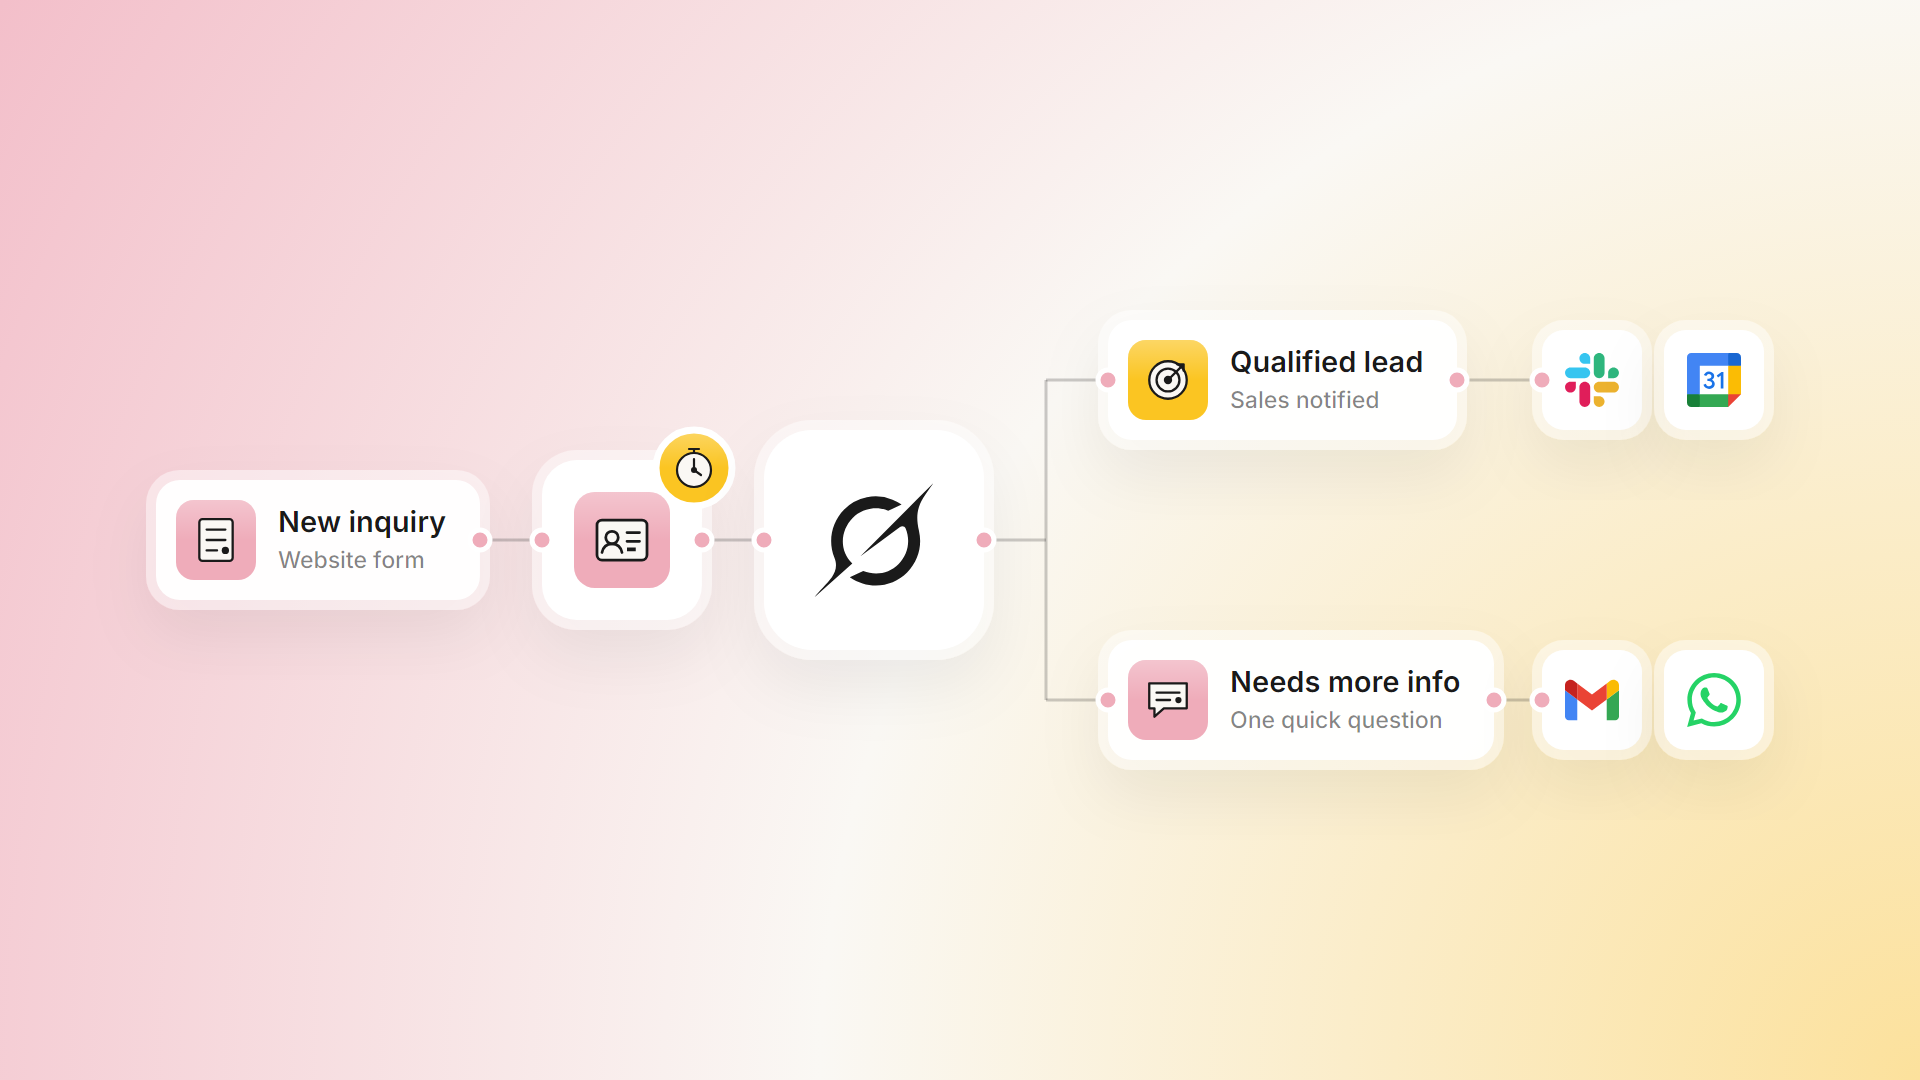 New inquiry
Website form
Qualified lead
Sales notified
31
Needs more info
One quick question